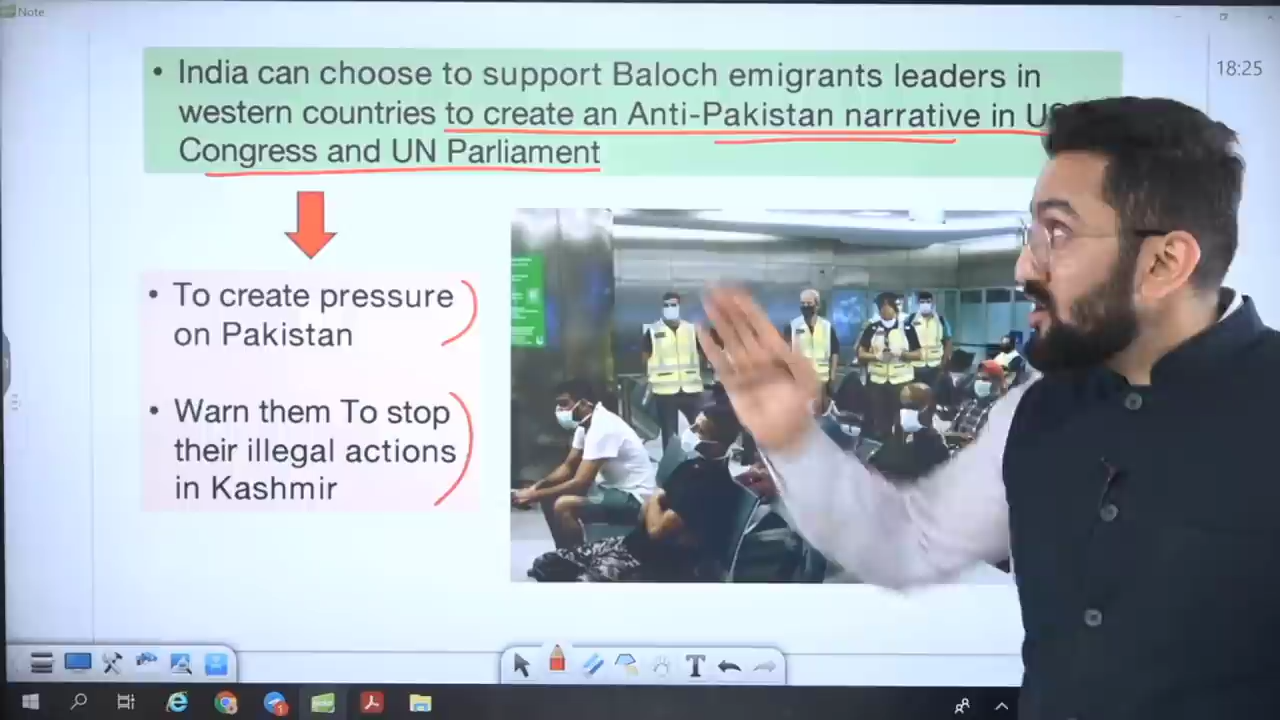 Note
18:25
• India can choose to support Baloch emigrants leaders in
western countries to create an Anti-Pakistan narrative in US
Congress and UN Parliament
• To create pressure
on Pakistan
• Warn them To stop
their illegal actions
in Kashmir
T